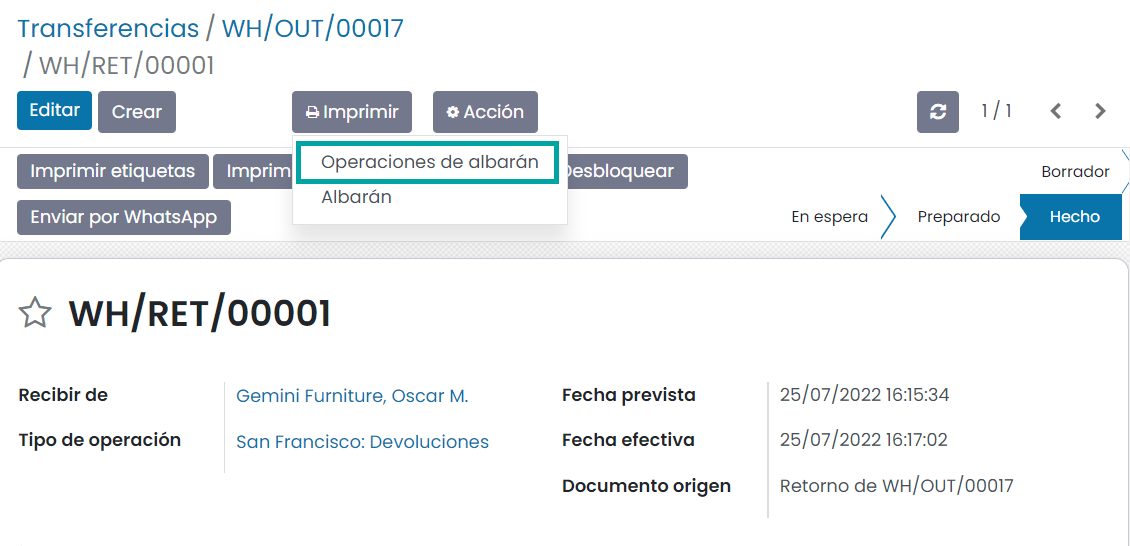 Transferencias / WH/OUT/00017
/ WH/RET/00001
Editar Crear Imprimir Acción 1 / 1
Imprimir etiquetas Desbloquear Borrador
Operaciones de albarán
Albarán
Enviar por WhatsApp En espera Preparado Hecho
WH/RET/00001
Recibir de Gemini Furniture, Oscar M. Fecha prevista 25/07/2022 16:15:34
Tipo de operación San Francisco: Devoluciones Fecha efectiva 25/07/2022 16:17:02
Documento origen Retorno de WH/OUT/00017